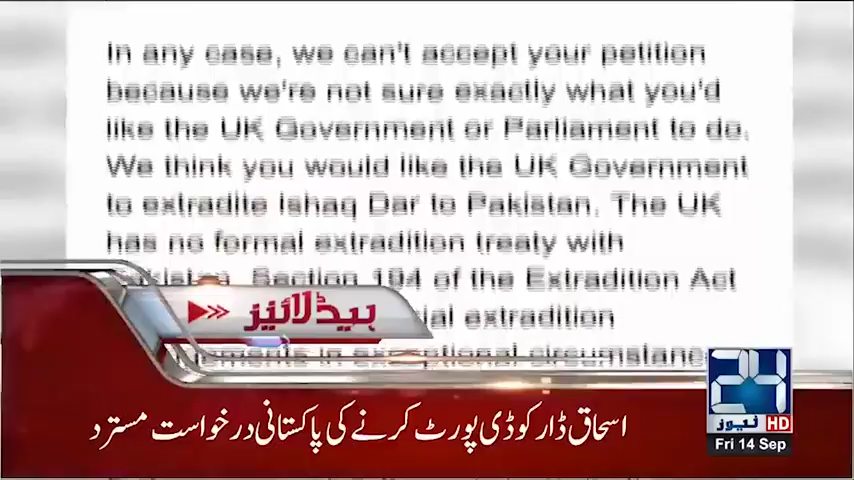 In any case, we can't accept your petition
because we're not sure exactly what you'd
like the UK Government or Parliament to do.
We think you would like the UK Government
to extradite Ishaq Dar to Pakistan. The UK
has no formal extradition treaty with
Pakistan. Section 194 of the Extradition Act
extradition
in exceptional
ہیڈلائنز
اسحاق ڈار کو ڈی پورٹ کرنے کی پاکستانی درخواست مسترد
24
نیوز HD
Fri 14 Sep